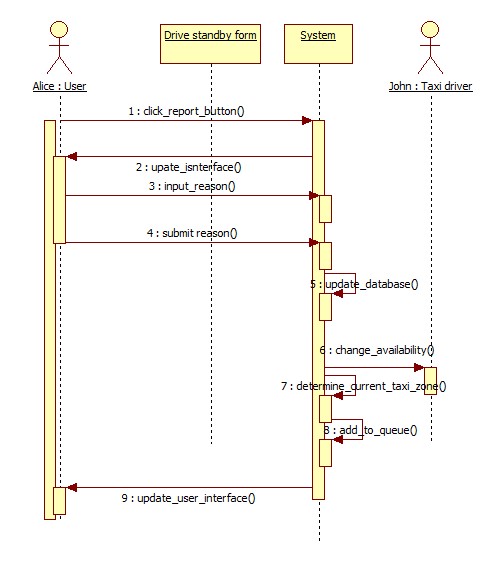 Drive standby form
System
Alice : User
John : Taxi driver
1 : click_report_button()
2 : upate_isnterface()
3 : input_reason()
4 : submit reason()
5 : update_database()
6 : change_availability()
7 : determine_current_taxi_zone()
8 : add_to_queue()
9 : update_user_interface()